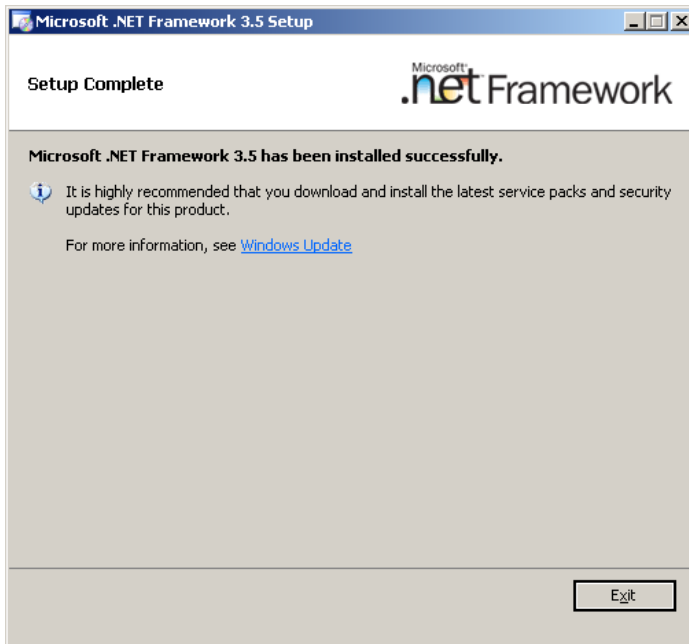 Microsoft .NET Framework 3.5 Setup
Setup Complete
Microsoft
.net Framework
Microsoft .NET Framework 3.5 has been installed successfully.
It is highly recommended that you download and install the latest service packs and security
updates for this product.
For more information, see Windows Update
Exit